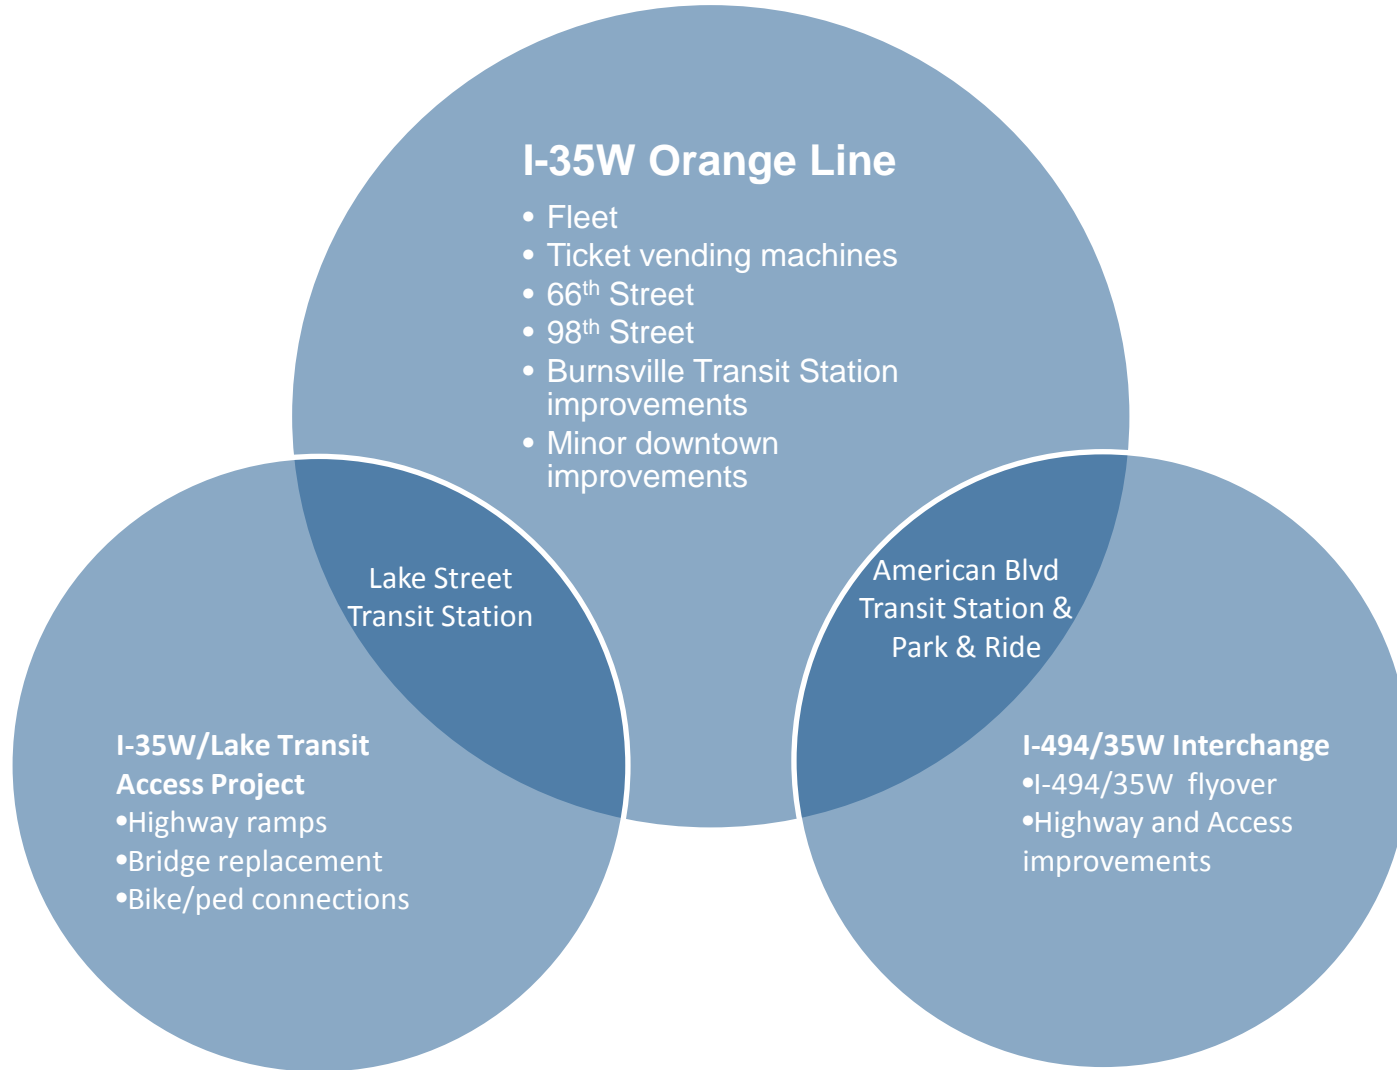 I-35W Orange Line
• Fleet
• Ticket vending machines
• 66th Street
• 98th Street
• Burnsville Transit Station
improvements
• Minor downtown
improvements
Lake Street
Transit Station
American Blvd
Transit Station &
Park & Ride
I-35W/Lake Transit
Access Project
•Highway ramps
•Bridge replacement
•Bike/ped connections
I-494/35W Interchange
•I-494/35W  flyover
•Highway and Access
improvements